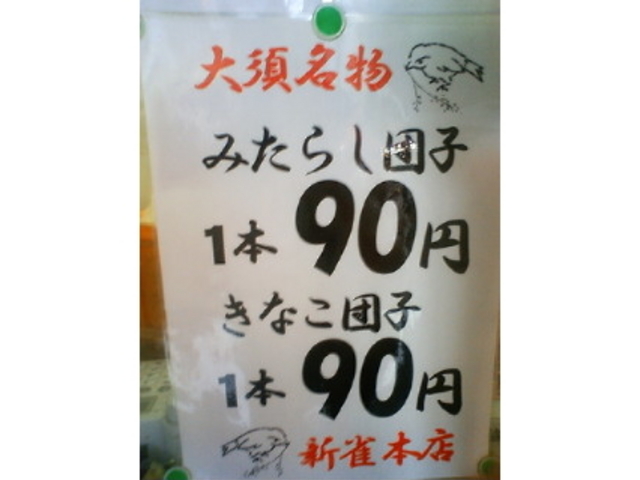 大須名物
みたらし団子
1本90円
きなこ団子
1本90円
新雀本店